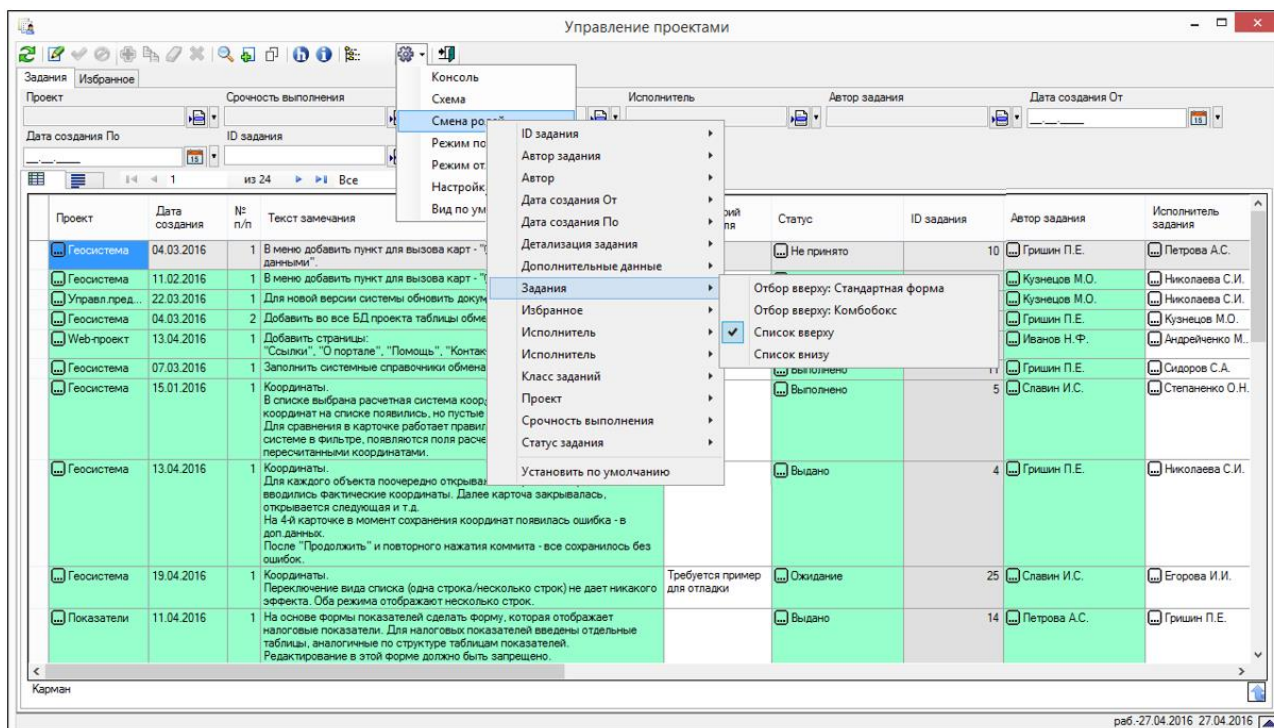 Управление проектами
Задания Избранное
Проект Срочность выполнения Исполнитель Автор задания Дата создания От
__.__.____ 15
Дата создания По ID задания
__.__.____ 15
1 из 24 Все
Консоль
Схема
Смена ролей
Режим по
Режим от
Настройк
Вид по ум
ID задания
Автор задания
Автор
Дата создания От
Дата создания По
Детализация задания
Дополнительные данные
Задания
Избранное
Исполнитель
Исполнитель
Класс заданий
Проект
Срочность выполнения
Статус задания
Установить по умолчанию
Отбор вверху: Стандартная форма
Отбор вверху: Комбобокс
Список вверху
Список внизу
Проект Дата создания № п/п Текст замечания Статус ID задания Автор задания Исполнитель задания
Геосистема 04.03.2016 1 В меню добавить пункт для вызова карт - "
данными". Не принято 10 Гришин П.Е. Петрова А.С.
Геосистема 11.02.2016 1 В меню добавить пункт для вызова карт - " Кузнецов М.О. Николаева С.И.
Управл.пред... 22.03.2016 1 Для новой версии системы обновить Кузнецов М.О. Николаева С.И.
Геосистема 04.03.2016 2 Добавить во все БД проекта таблицы Гришин П.Е. Кузнецов М.О.
Web-проект 13.04.2016 1 Добавить страницы: Иванов Н.Ф. Андрейченко М..
"Ссылки", "О портале", "Помощь",
Геосистема 07.03.2016 1 Заполнить системные справочники обмена Выполнено 11 Гришин П.Е. Сидоров С.А.
Геосистема 15.01.2016 1 Координаты. Выполнено 5 Славин И.С. Степаненко О.Н.
В списке выбрана расчетная система
координат на списке появились, но пустые
Для сравнения в карточке работает
системе в фильтре, появляются поля
пересчитанными координатами.
Геосистема 13.04.2016 1 Координаты. Выдано 4 Гришин П.Е. Николаева С.И.
Для каждого объекта поочередно
вводились фактические координаты. Далее карточа закрывалась,
открывается следующая и т.д.
На 4-й карточке в момент сохранения координат появилась ошибка - в
доп.данных.
После "Продолжить" и повторного нажатия коммита - все сохранилось без
ошибок.
Геосистема 19.04.2016 1 Координаты. Требуется пример Ожидание 25 Славин И.С. Егорова И.И.
Переключение вида списка (одна строка/несколько строк) не дает никакого для отладки
эффекта. Оба режима отображают несколько строк.
Показатели 11.04.2016 1 На основе формы показателей сделать форму, которая отображает Выдано 14 Петрова А.С. Гришин П.Е.
налоговые показатели. Для налоговых показателей введены отдельные
таблицы, аналогичные по структуре таблицам показателей.
Редактирование в этой форме должно быть запрещено.
Карман
раб.-27.04.2016 27.04.2016